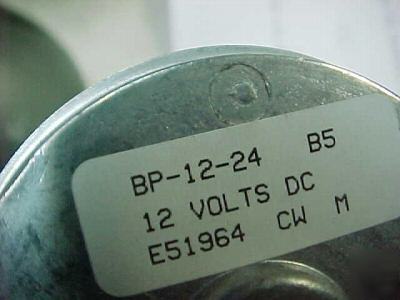 BP-12-24 B5
12 VOLTS DC
E51964 CW M